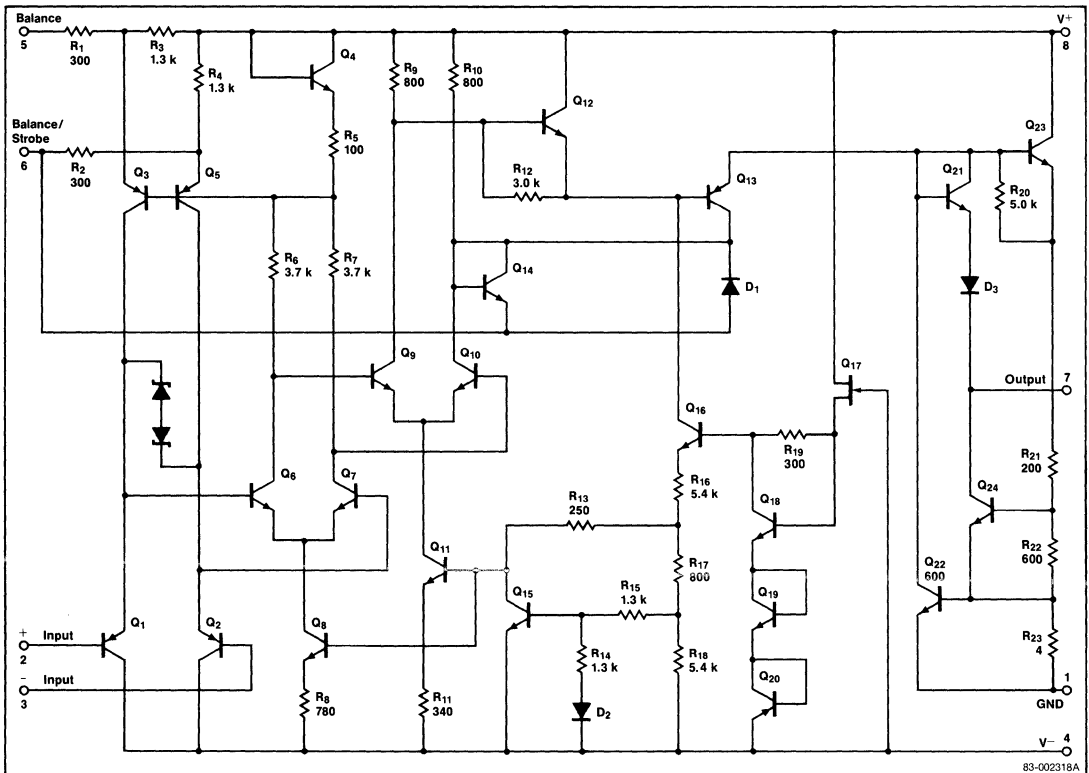 Balance
5
R1
300
R3
1.3 k
R4
1.3 k
Q4
R5
100
R9
800
R10
800
Q12
V+
8
Q23
Balance/
Strobe
6
R2
300
Q3
Q5
R12
3.0 k
Q13
Q21
R20
5.0 k
R6
3.7 k
R7
3.7 k
Q14
D1
D3
Q9
Q10
Q17
Output
7
Q16
R19
300
R21
200
Q6
Q7
R16
5.4 k
Q18
Q24
R13
250
Q11
R17
800
Q22
600
R22
600
Q15
R15
1.3 k
Q19
+
Input
2
Q1
Q2
Q8
R14
1.3 k
R18
5.4 k
R23
4
-
Input
3
Q20
1
GND
R8
780
R11
340
D2
V-
4
83-002318A